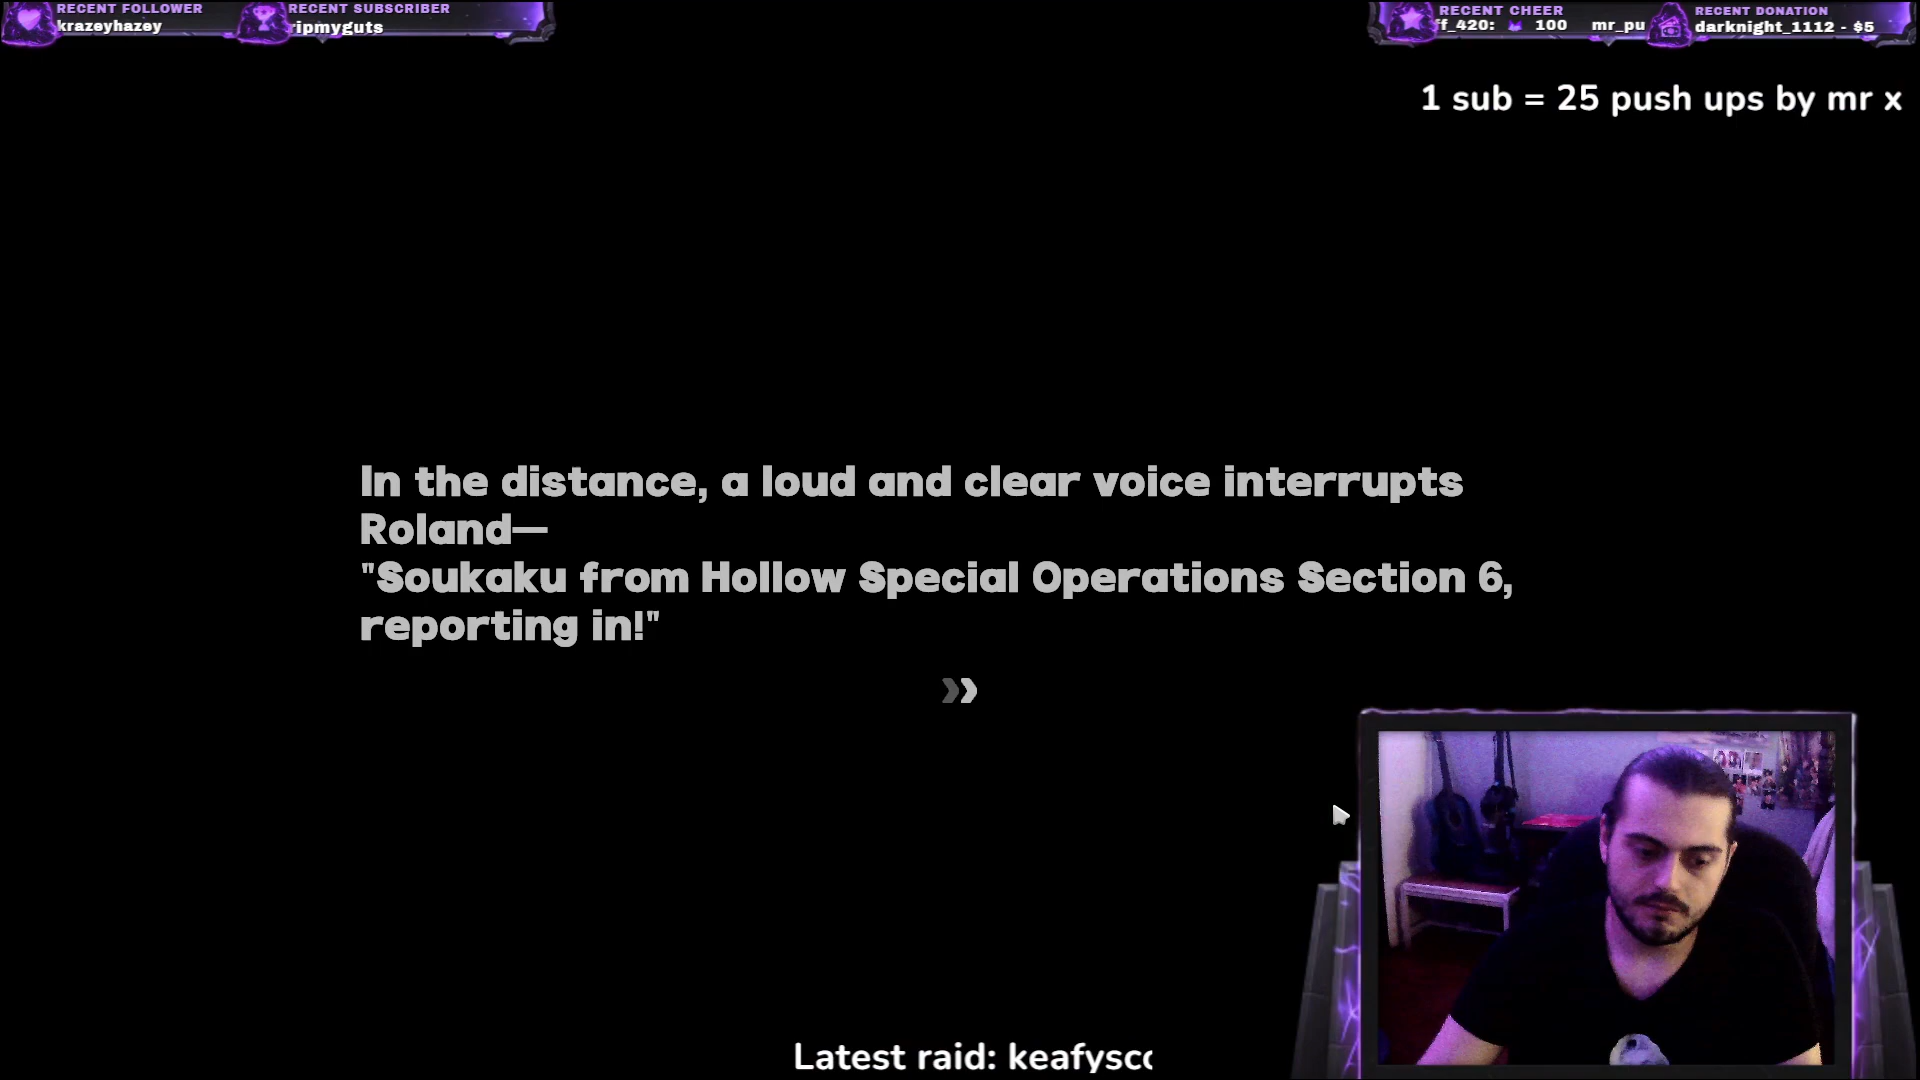 RECENT FOLLOWER
krazeyhazey
RECENT SUBSCRIBER
ripmyguts
RECENT CHEER
ff_420: 100 mr_pu
RECENT DONATION
darknight_1112 - $5
1 sub = 25 push ups by mr x
In the distance, a loud and clear voice interrupts
Roland—
"Soukaku from Hollow Special Operations Section 6,
reporting in!"
Latest raid: keafysc